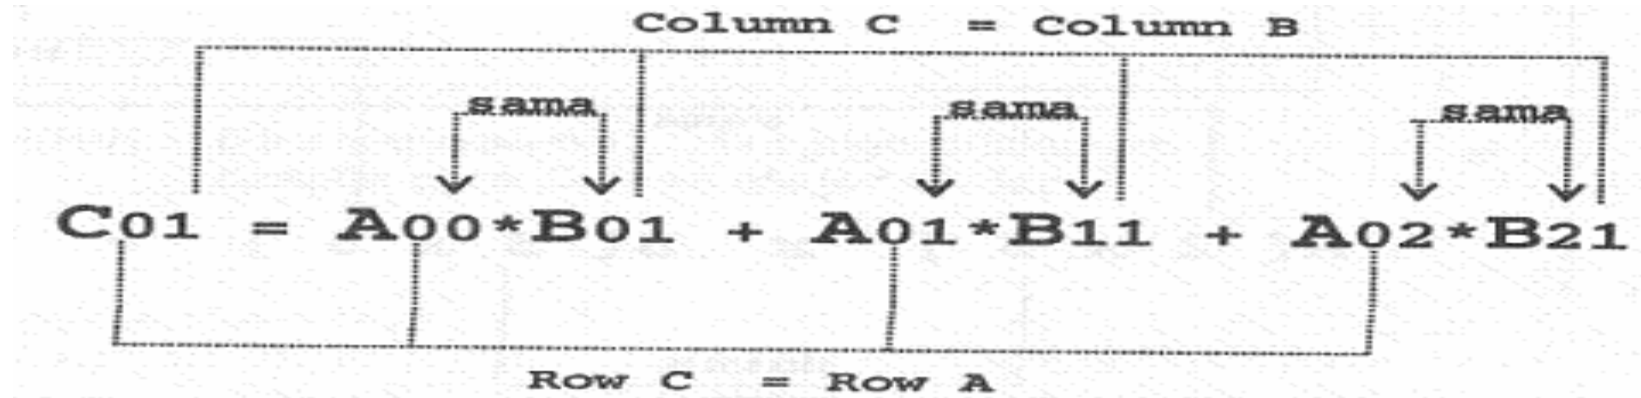 Column C = Column B
sama sama sama
C01 = A00*B01 + A01*B11 + A02*B21
Row C = Row A